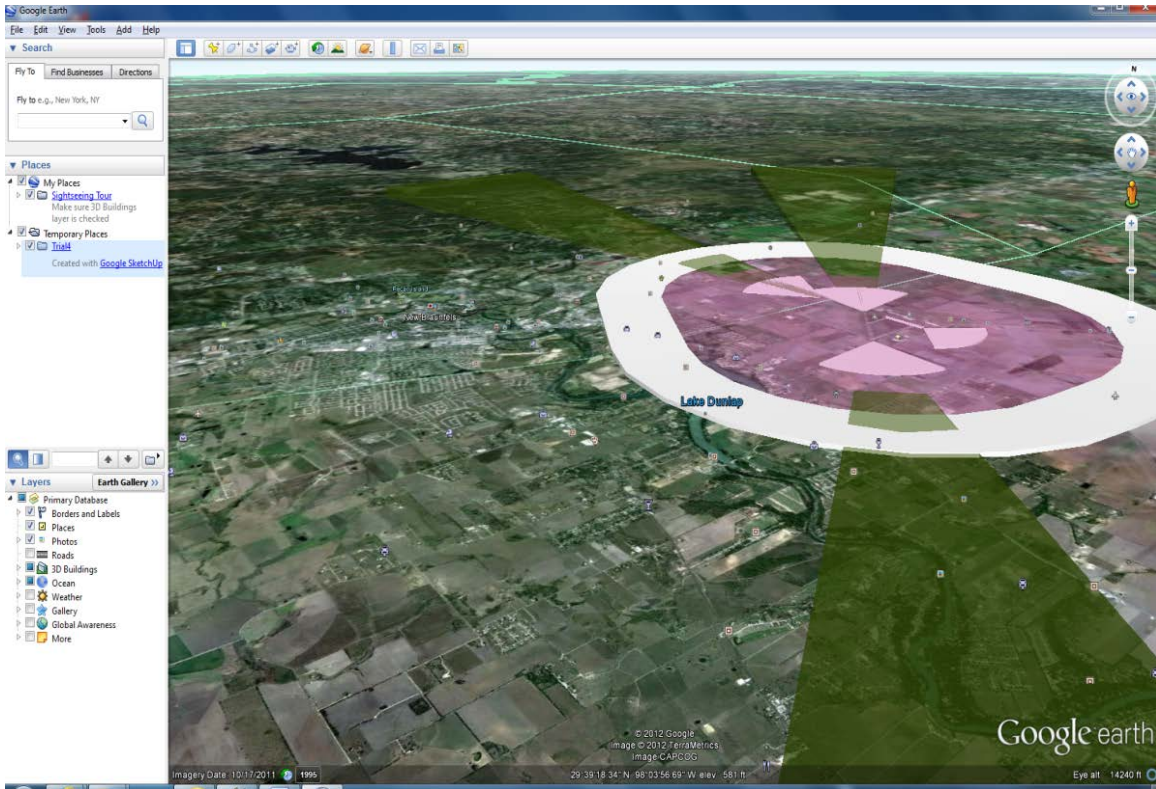 Google Earth
File Edit View Tools Add Help
Search
Fly To Find Businesses Directions
Fly to e.g., New York, NY
Places
My Places
Sightseeing Tour
Make sure 3D Buildings
layer is checked
Temporary Places
Trial4
Created with Google SketchUp
Layers Earth Gallery >>
Primary Database
Borders and Labels
Places
Photos
Roads
3D Buildings
Ocean
Weather
Gallery
Global Awareness
More
N
New Braunfels
Lake Dunlap
© 2012 Google
Image © 2012 TerraMetrics
Image CAPCOG
Google earth
Imagery Date 10/17/2011 1995 29 39'18 34" N 98 03'56 69" W elev 581 ft Eye alt 14240 ft